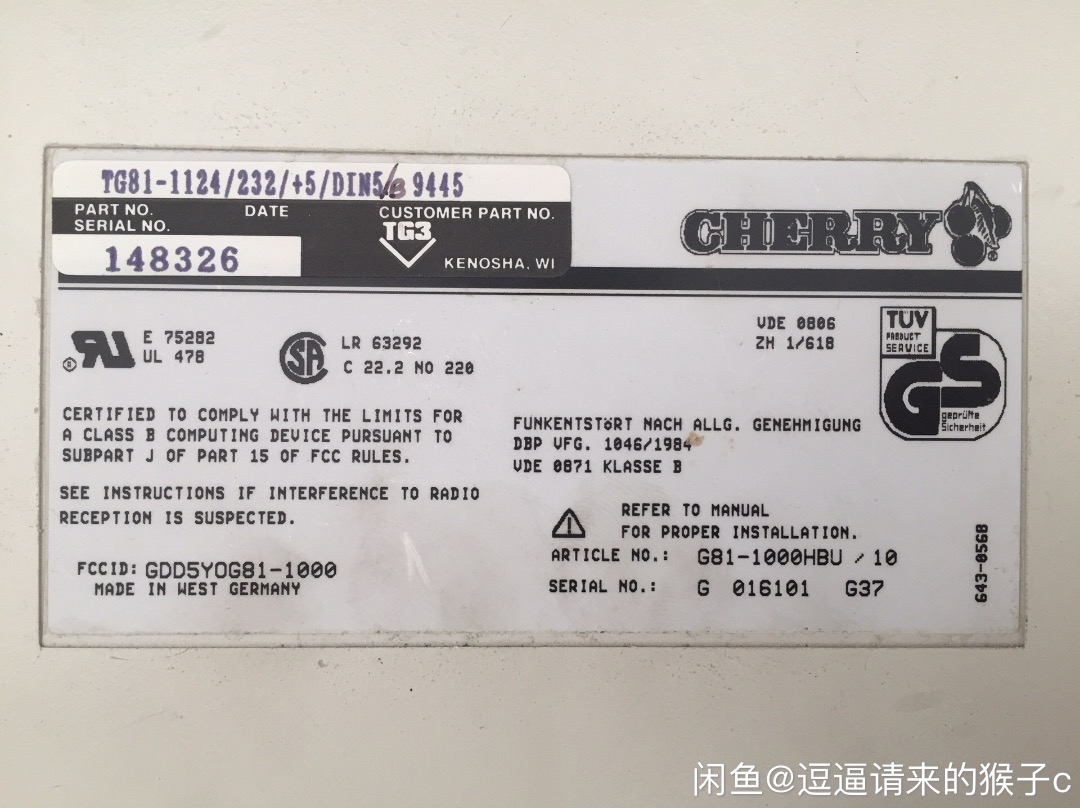 TG81-1124/232/+5/DIN5/B 9445
PART NO. DATE CUSTOMER PART NO.
SERIAL NO.
TG3
148326
KENOSHA, WI
CHERRY
®
E 75282
UL 478
RU
®
SA
LR 63292
C 22.2 NO 220
VDE 0806
ZH 1/618
TÜV
PRODUCT
SERVICE
GS
geprüfte
Sicherheit
CERTIFIED TO COMPLY WITH THE LIMITS FOR
A CLASS B COMPUTING DEVICE PURSUANT TO
SUBPART J OF PART 15 OF FCC RULES.
SEE INSTRUCTIONS IF INTERFERENCE TO RADIO
RECEPTION IS SUSPECTED.
FCCID: GDD5YOG81-1000
MADE IN WEST GERMANY
FUNKENTSTÖRT NACH ALLG. GENEHMIGUNG
DBP VFG. 1046/1984
VDE 0871 KLASSE B
REFER TO MANUAL
FOR PROPER INSTALLATION.
ARTICLE NO.: G81-1000HBU / 10
SERIAL NO.: G 016101 G37
643-0568
闲鱼@逗逼请来的猴子c